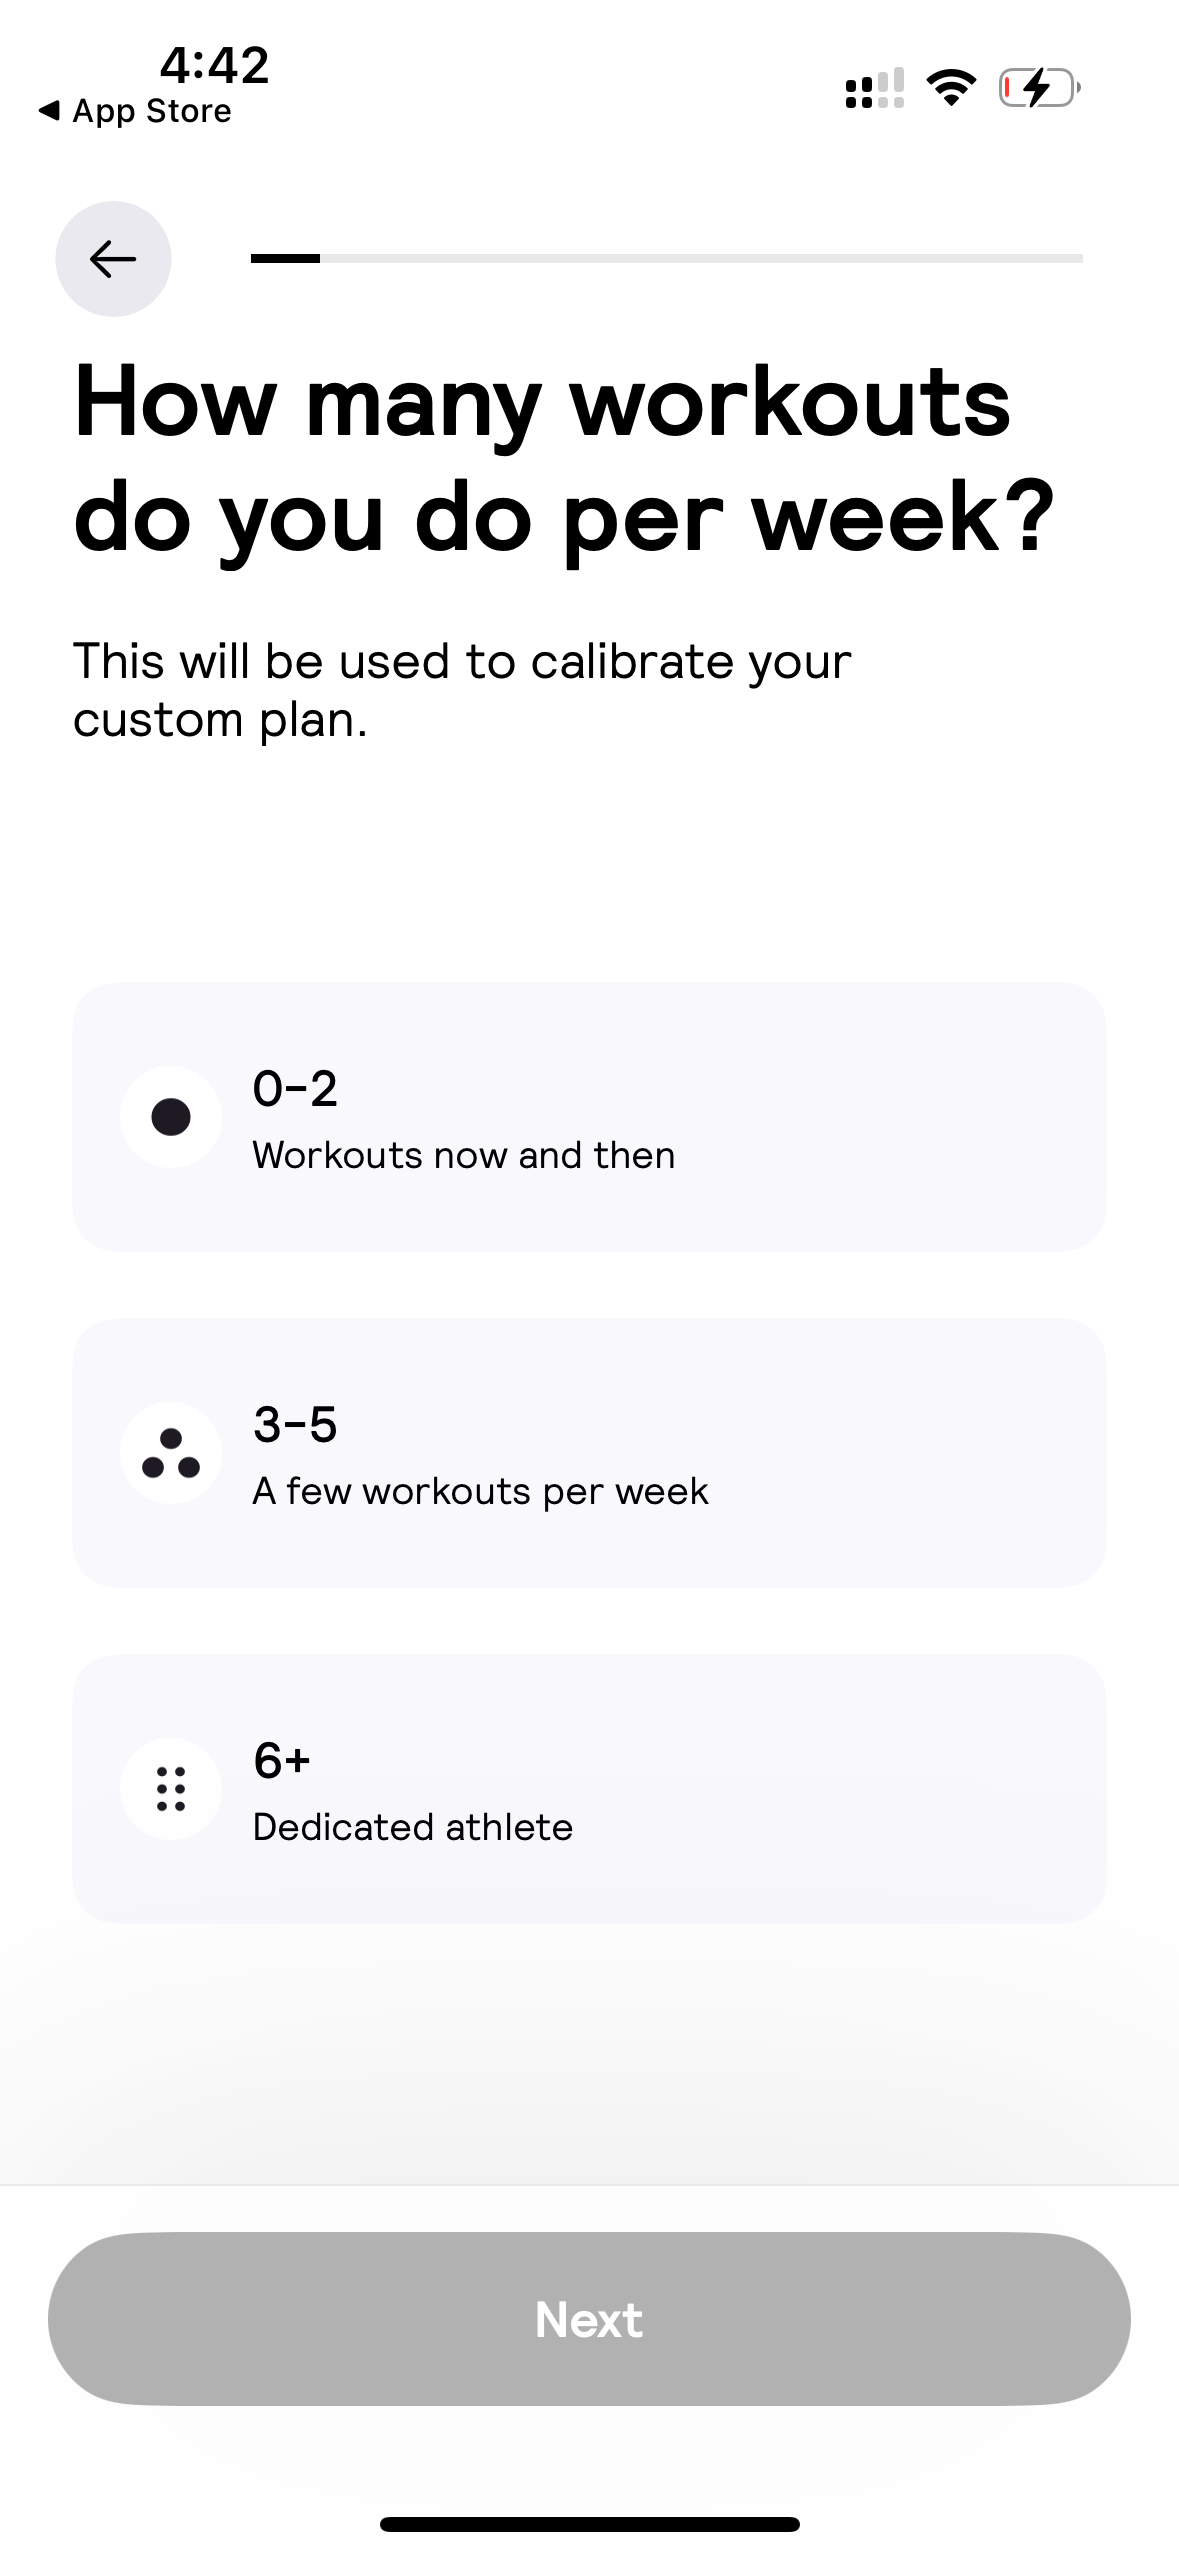 4:42
◀ App Store
How many workouts
do you do per week?
This will be used to calibrate your
custom plan.
0-2
Workouts now and then
3-5
A few workouts per week
6+
Dedicated athlete
Next